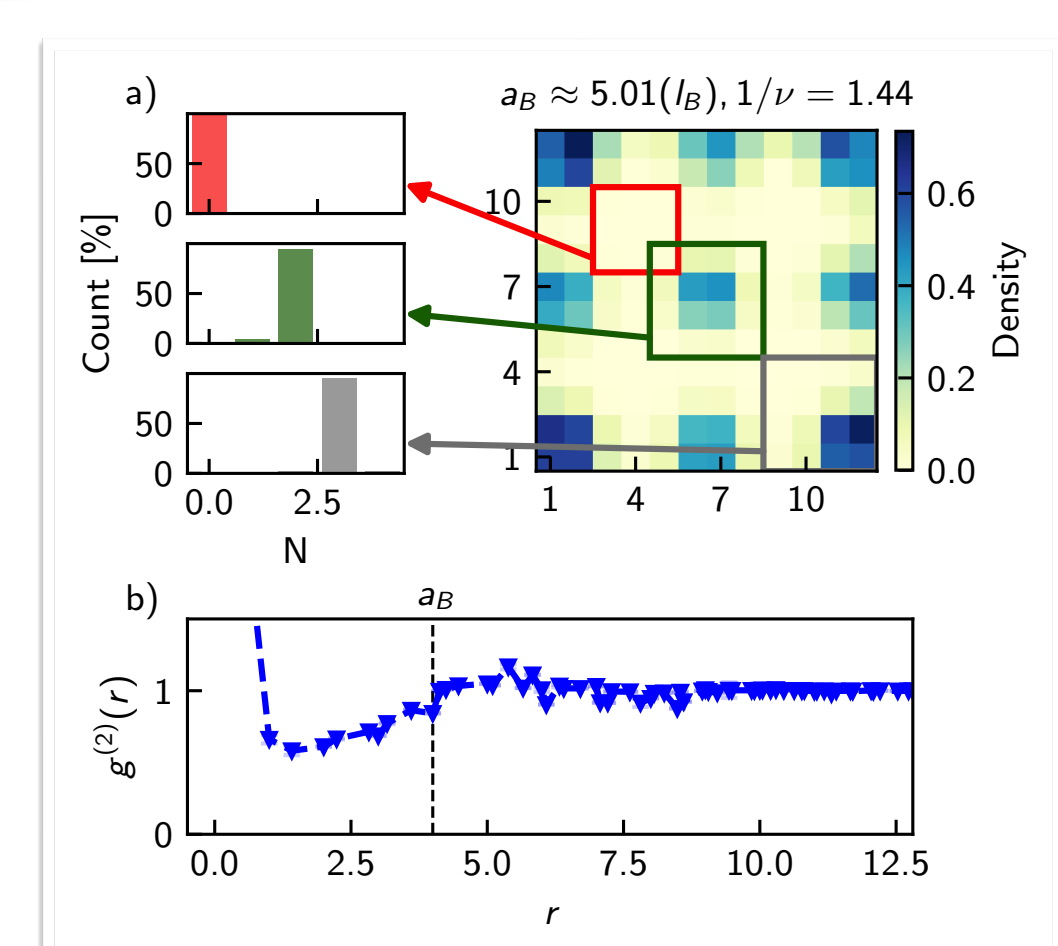 a)
a_B ≈ 5.01(l_B), 1/ν = 1.44
50
0
50
0
50
0
0.0 2.5
N
Count [%]
10
7
4
1
1 4 7 10
0.6
0.4
0.2
0.0
Density
b)
a_B
1
0
g^(2)(r)
0.0 2.5 5.0 7.5 10.0 12.5
r